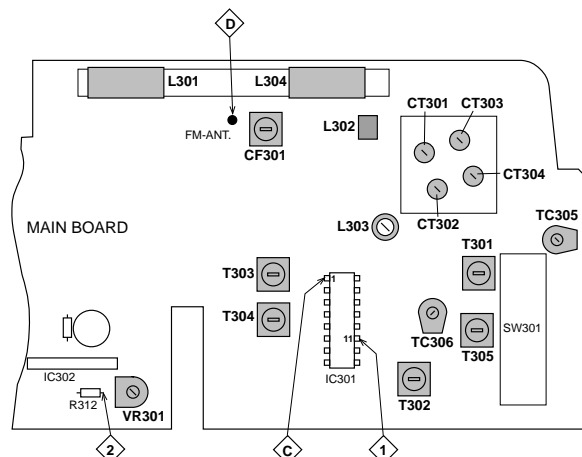 D
L301
L304
CT301
CT303
L302
FM-ANT.
CF301
CT304
CT302
TC305
L303
MAIN BOARD
T301
T303
1
T304
11
SW301
TC306
T305
IC302
IC301
R312
VR301
T302
2
C
1